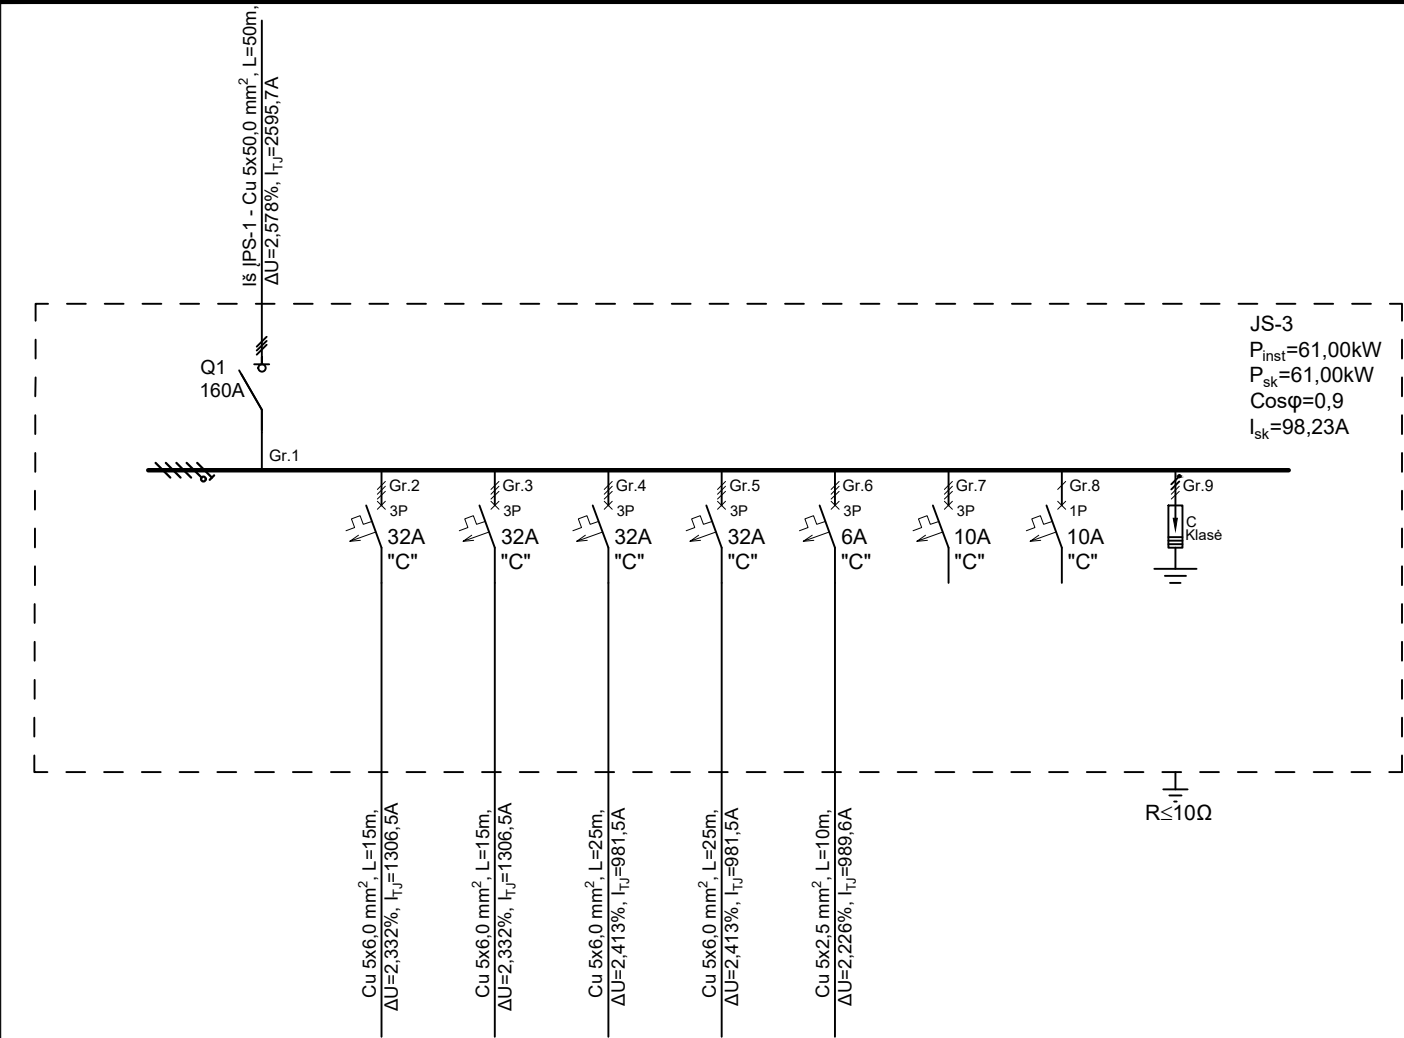 Iš ĮPS-1 - Cu 5x50,0 mm², L=50m,
ΔU=2,578%, I_TJ=2595,7A
JS-3
P_inst=61,00kW
P_sk=61,00kW
Cosφ=0,9
I_sk=98,23A
Q1
160A
Gr.1
Gr.2
3P
32A
"C"
Gr.3
3P
32A
"C"
Gr.4
3P
32A
"C"
Gr.5
3P
32A
"C"
Gr.6
3P
6A
"C"
Gr.7
3P
10A
"C"
Gr.8
1P
10A
"C"
Gr.9
C
Klasė
R≤10Ω
Cu 5x6,0 mm², L=15m,
ΔU=2,332%, I_TJ=1306,5A
Cu 5x6,0 mm², L=15m,
ΔU=2,332%, I_TJ=1306,5A
Cu 5x6,0 mm², L=25m,
ΔU=2,413%, I_TJ=981,5A
Cu 5x6,0 mm², L=25m,
ΔU=2,413%, I_TJ=981,5A
Cu 5x2,5 mm², L=10m,
ΔU=2,226%, I_TJ=989,6A